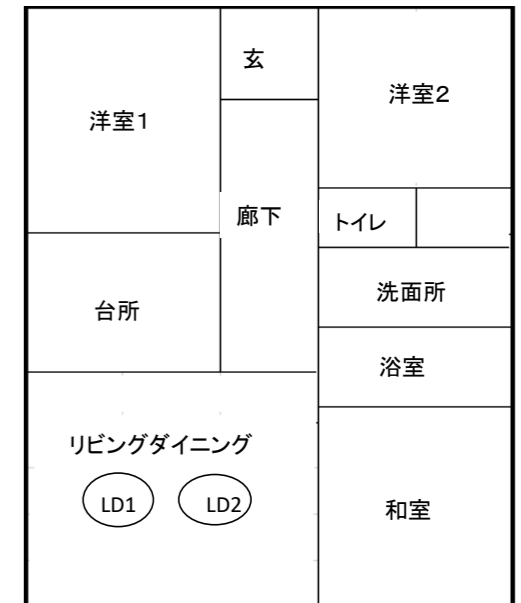 玄
洋室1
洋室２
廊下
トイレ
台所
洗面所
浴室
リビングダイニング
LD1
LD2
和室